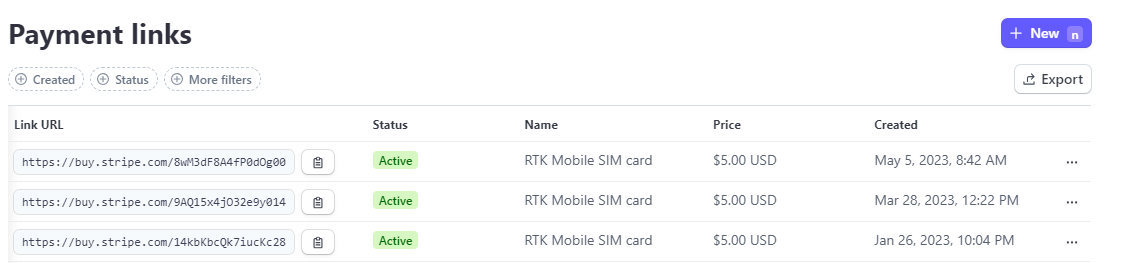 Payment links
New n
Created Status More filters
Export
Link URL Status Name Price Created
https://buy.stripe.com/8wM3dF8A4fP0dOg00 Active RTK Mobile SIM card $5.00 USD May 5, 2023, 8:42 AM
https://buy.stripe.com/9AQ15x4jO32e9y014 Active RTK Mobile SIM card $5.00 USD Mar 28, 2023, 12:22 PM
https://buy.stripe.com/14kbKbcQk7iucKc28 Active RTK Mobile SIM card $5.00 USD Jan 26, 2023, 10:04 PM